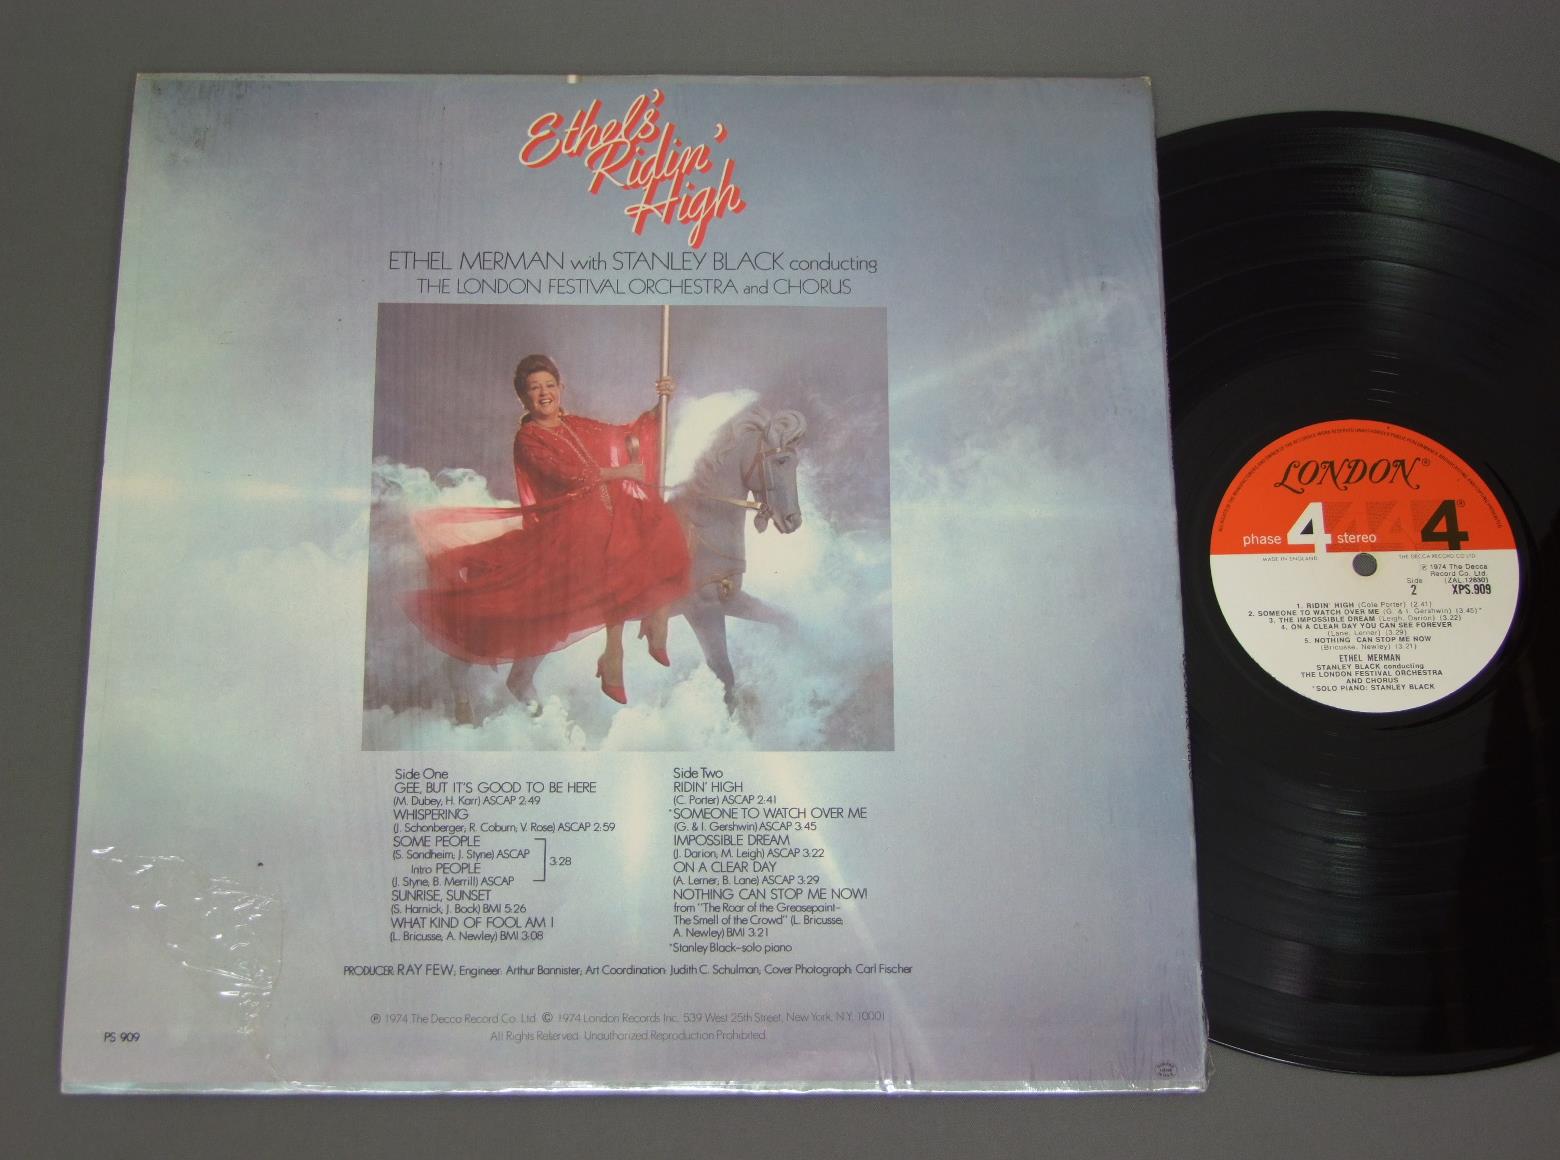 Ethel's
Ridin'
High
ETHEL MERMAN with STANLEY BLACK conducting
THE LONDON FESTIVAL ORCHESTRA and CHORUS
Side One
GEE, BUT IT'S GOOD TO BE HERE
(M. Dubey, H. Karr) ASCAP 2:49
WHISPERING
(J. Schonberger; R. Coburn; V. Rose) ASCAP 2:59
SOME PEOPLE
(S. Sondheim; J. Styne) ASCAP
Intro PEOPLE
(J. Styne, B. Merrill) ASCAP
3:28
SUNRISE, SUNSET
(S. Harnick, J. Bock) BMI 5:26
WHAT KIND OF FOOL AM I
(L. Bricusse, A. Newley) BMI 3:08
Side Two
RIDIN' HIGH
(C. Porter) ASCAP 2:41
*SOMEONE TO WATCH OVER ME
(G. & I. Gershwin) ASCAP 3:45
IMPOSSIBLE DREAM
(J. Darion; M. Leigh) ASCAP 3:22
ON A CLEAR DAY
(A. Lerner, B. Lane) ASCAP 3:29
NOTHING CAN STOP ME NOW!
from "The Roar of the Greasepaint–
The Smell of the Crowd" (L. Bricusse,
A. Newley) BMI 3:21
*Stanley Black–solo piano
PRODUCER: RAY FEW; Engineer: Arthur Bannister; Art Coordination: Judith C. Schulman; Cover Photograph: Carl Fischer
℗ 1974 The Decca Record Co. Ltd. © 1974 London Records Inc. 539 West 25th Street, New York, N.Y. 10001
All Rights Reserved. Unauthorized Reproduction Prohibited.
PS 909
LONDON®
phase 4 stereo 4®
MADE IN ENGLAND
THE DECCA RECORD CO LTD
℗ 1974 The Decca
Record Co. Ltd.
Side (ZAL.12830)
2 XPS.909
1. RIDIN' HIGH (Cole Porter) (2.41)
2. SOMEONE TO WATCH OVER ME (G. & I. Gershwin) (3.45)*
3. THE IMPOSSIBLE DREAM (Leigh, Darion) (3.22)
4. ON A CLEAR DAY YOU CAN SEE FOREVER
(Lane, Lerner) (3.29)
5. NOTHING CAN STOP ME NOW
(Bricusse, Newley) (3.21)
ETHEL MERMAN
STANLEY BLACK conducting
THE LONDON FESTIVAL ORCHESTRA
AND CHORUS
*SOLO PIANO: STANLEY BLACK